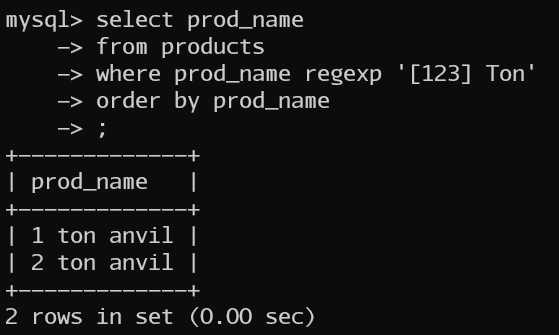 mysql> select prod_name
    -> from products
    -> where prod_name regexp '[123] Ton'
    -> order by prod_name
    -> ;
+-------------+
| prod_name   |
+-------------+
| 1 ton anvil |
| 2 ton anvil |
+-------------+
2 rows in set (0.00 sec)